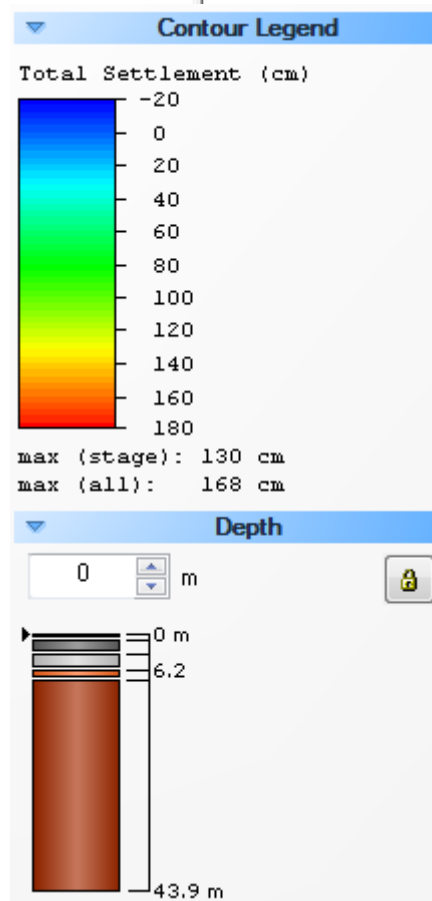 Contour Legend
Total Settlement (cm)
-20
0
20
40
60
80
100
120
140
160
180
max (stage): 130 cm
max (all): 168 cm
Depth
0 m
0 m
6.2
43.9 m